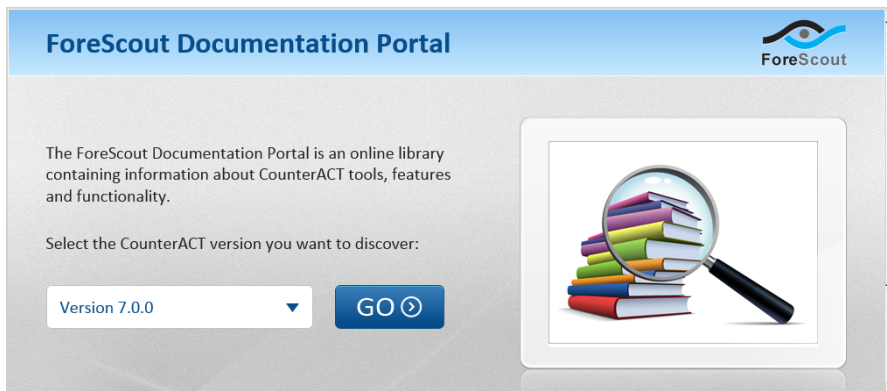 ForeScout Documentation Portal
ForeScout
The ForeScout Documentation Portal is an online library
containing information about CounterACT tools, features
and functionality.
Select the CounterACT version you want to discover:
Version 7.0.0
GO